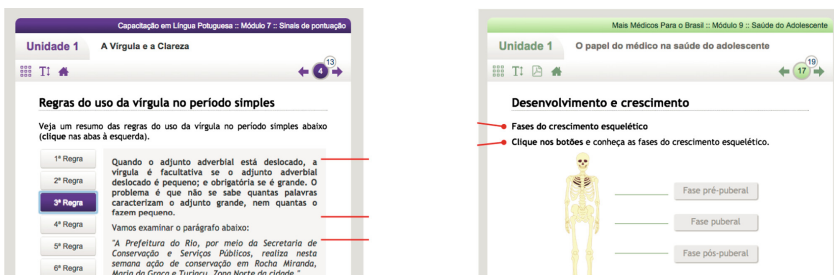 Capacitação em Língua Potuguesa :: Módulo 7 :: Sinais de pontuação
Unidade 1
A Vírgula e a Clareza
13
4
Regras do uso da vírgula no período simples
Veja um resumo das regras do uso da vírgula no período simples abaixo
(clique nas abas à esquerda).
1ª Regra
2ª Regra
3ª Regra
4ª Regra
5ª Regra
6ª Regra
Quando o adjunto adverbial está deslocado, a
vírgula é facultativa se o adjunto adverbial
deslocado é pequeno; e obrigatória se é grande. O
problema é que não se sabe quantas palavras
caracterizam o adjunto grande, nem quantas o
fazem pequeno.
Vamos examinar o parágrafo abaixo:
"A Prefeitura do Rio, por meio da Secretaria de
Conservação e Serviços Públicos, realiza nesta
semana ação de conservação em Rocha Miranda,
Maria da Graça e Turiaçu, Zona Norte da cidade."
Mais Médicos Para o Brasil :: Módulo 9 :: Saúde do Adolescente
Unidade 1
O papel do médico na saúde do adolescente
19
17
Desenvolvimento e crescimento
Fases do crescimento esquelético
Clique nos botões e conheça as fases do crescimento esquelético.
Fase pré-puberal
Fase puberal
Fase pós-puberal